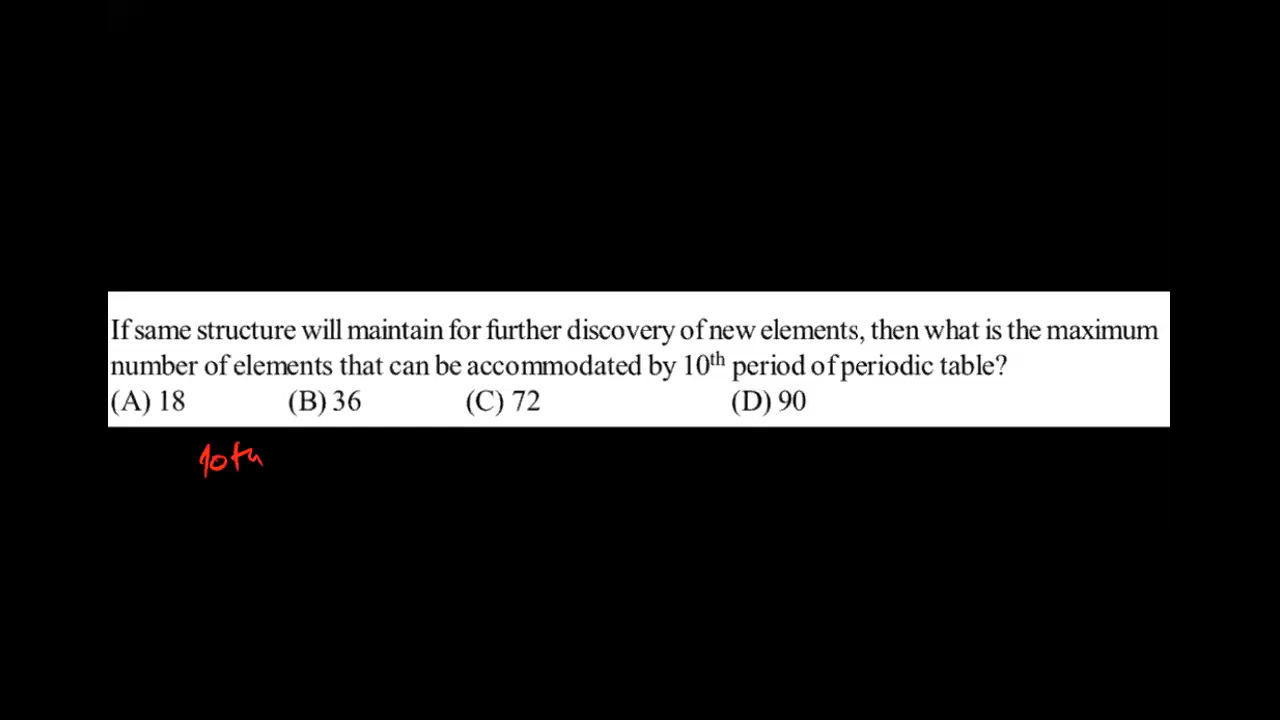 If same structure will maintain for further discovery of new elements, then what is the maximum
number of elements that can be accommodated by 10th period of periodic table?
(A) 18 (B) 36 (C) 72 (D) 90
10th